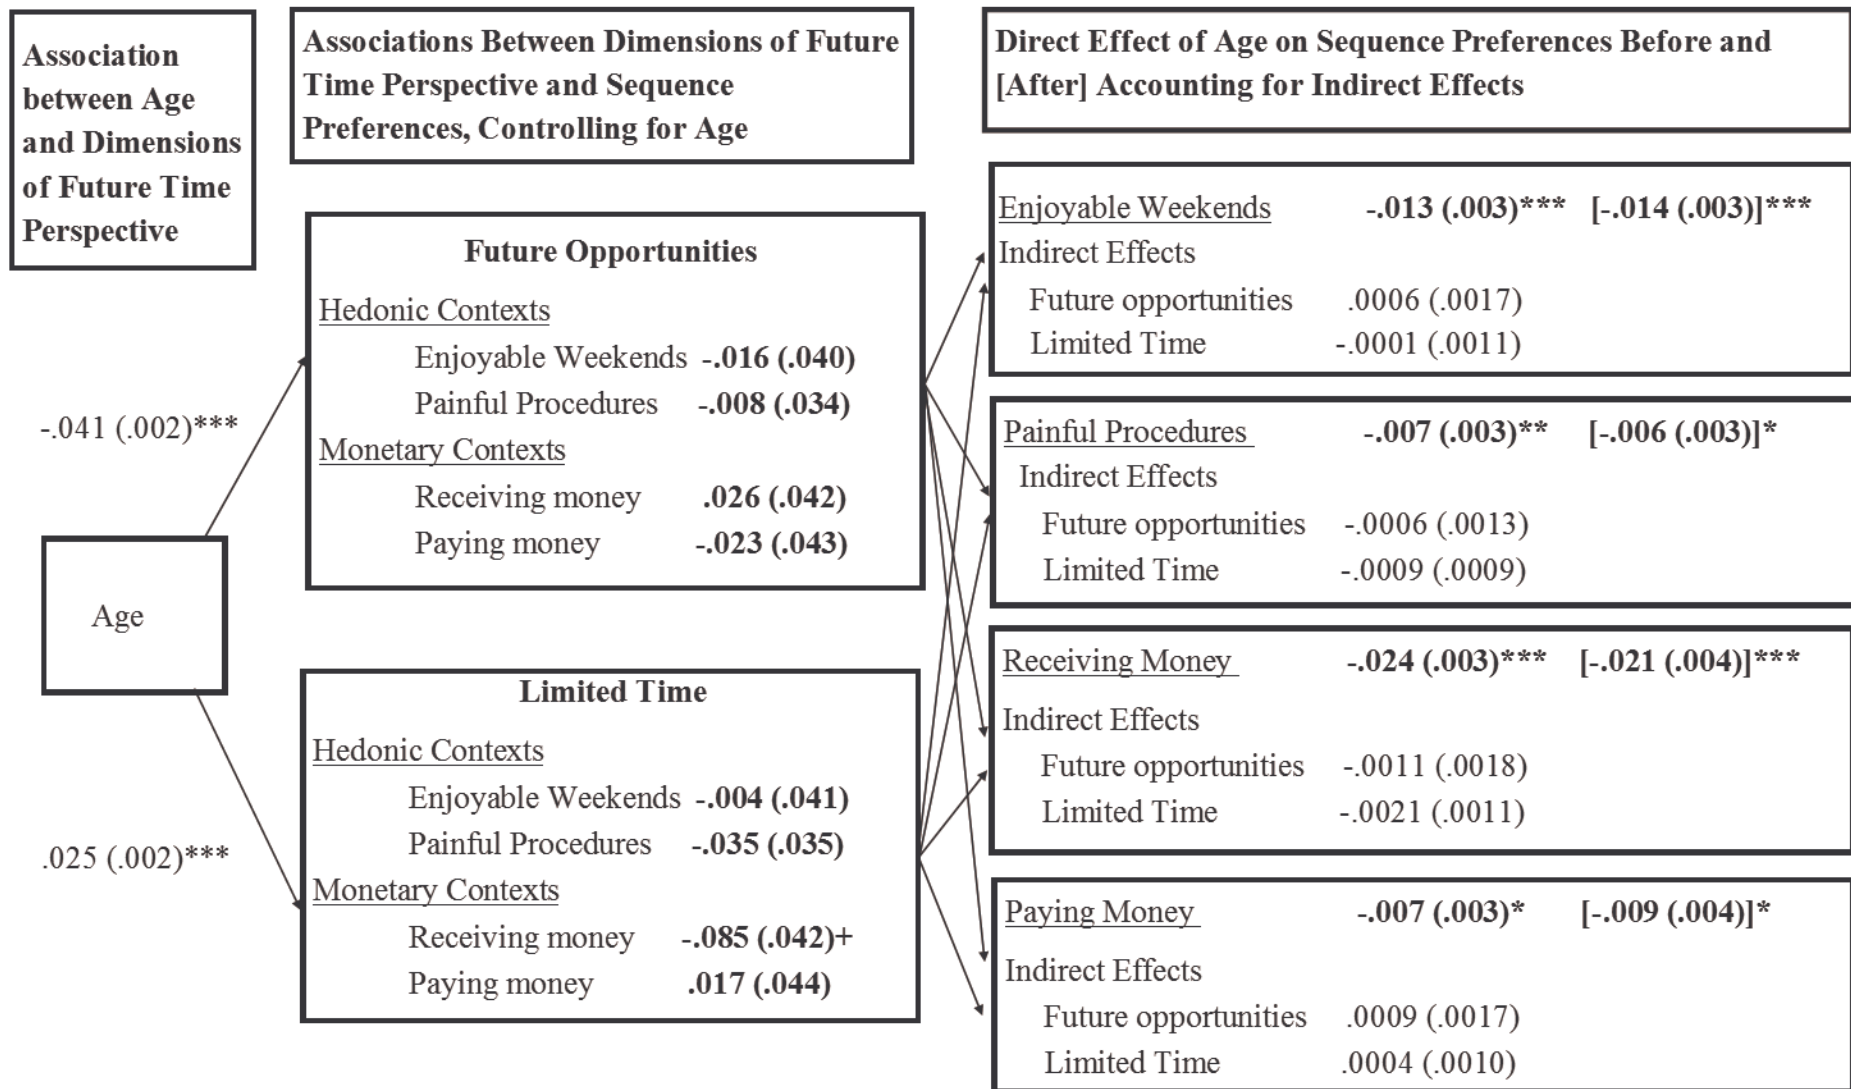 Association
between Age
and Dimensions
of Future Time
Perspective
Associations Between Dimensions of Future
Time Perspective and Sequence
Preferences, Controlling for Age
Direct Effect of Age on Sequence Preferences Before and
[After] Accounting for Indirect Effects
-.041 (.002)***
Age
.025 (.002)***
Future Opportunities
Hedonic Contexts
Enjoyable Weekends -.016 (.040)
Painful Procedures -.008 (.034)
Monetary Contexts
Receiving money .026 (.042)
Paying money -.023 (.043)
Limited Time
Hedonic Contexts
Enjoyable Weekends -.004 (.041)
Painful Procedures -.035 (.035)
Monetary Contexts
Receiving money -.085 (.042)+
Paying money .017 (.044)
Enjoyable Weekends -.013 (.003)*** [-.014 (.003)]***
Indirect Effects
Future opportunities .0006 (.0017)
Limited Time -.0001 (.0011)
Painful Procedures -.007 (.003)** [-.006 (.003)]*
Indirect Effects
Future opportunities -.0006 (.0013)
Limited Time -.0009 (.0009)
Receiving Money -.024 (.003)*** [-.021 (.004)]***
Indirect Effects
Future opportunities -.0011 (.0018)
Limited Time -.0021 (.0011)
Paying Money -.007 (.003)* [-.009 (.004)]*
Indirect Effects
Future opportunities .0009 (.0017)
Limited Time .0004 (.0010)